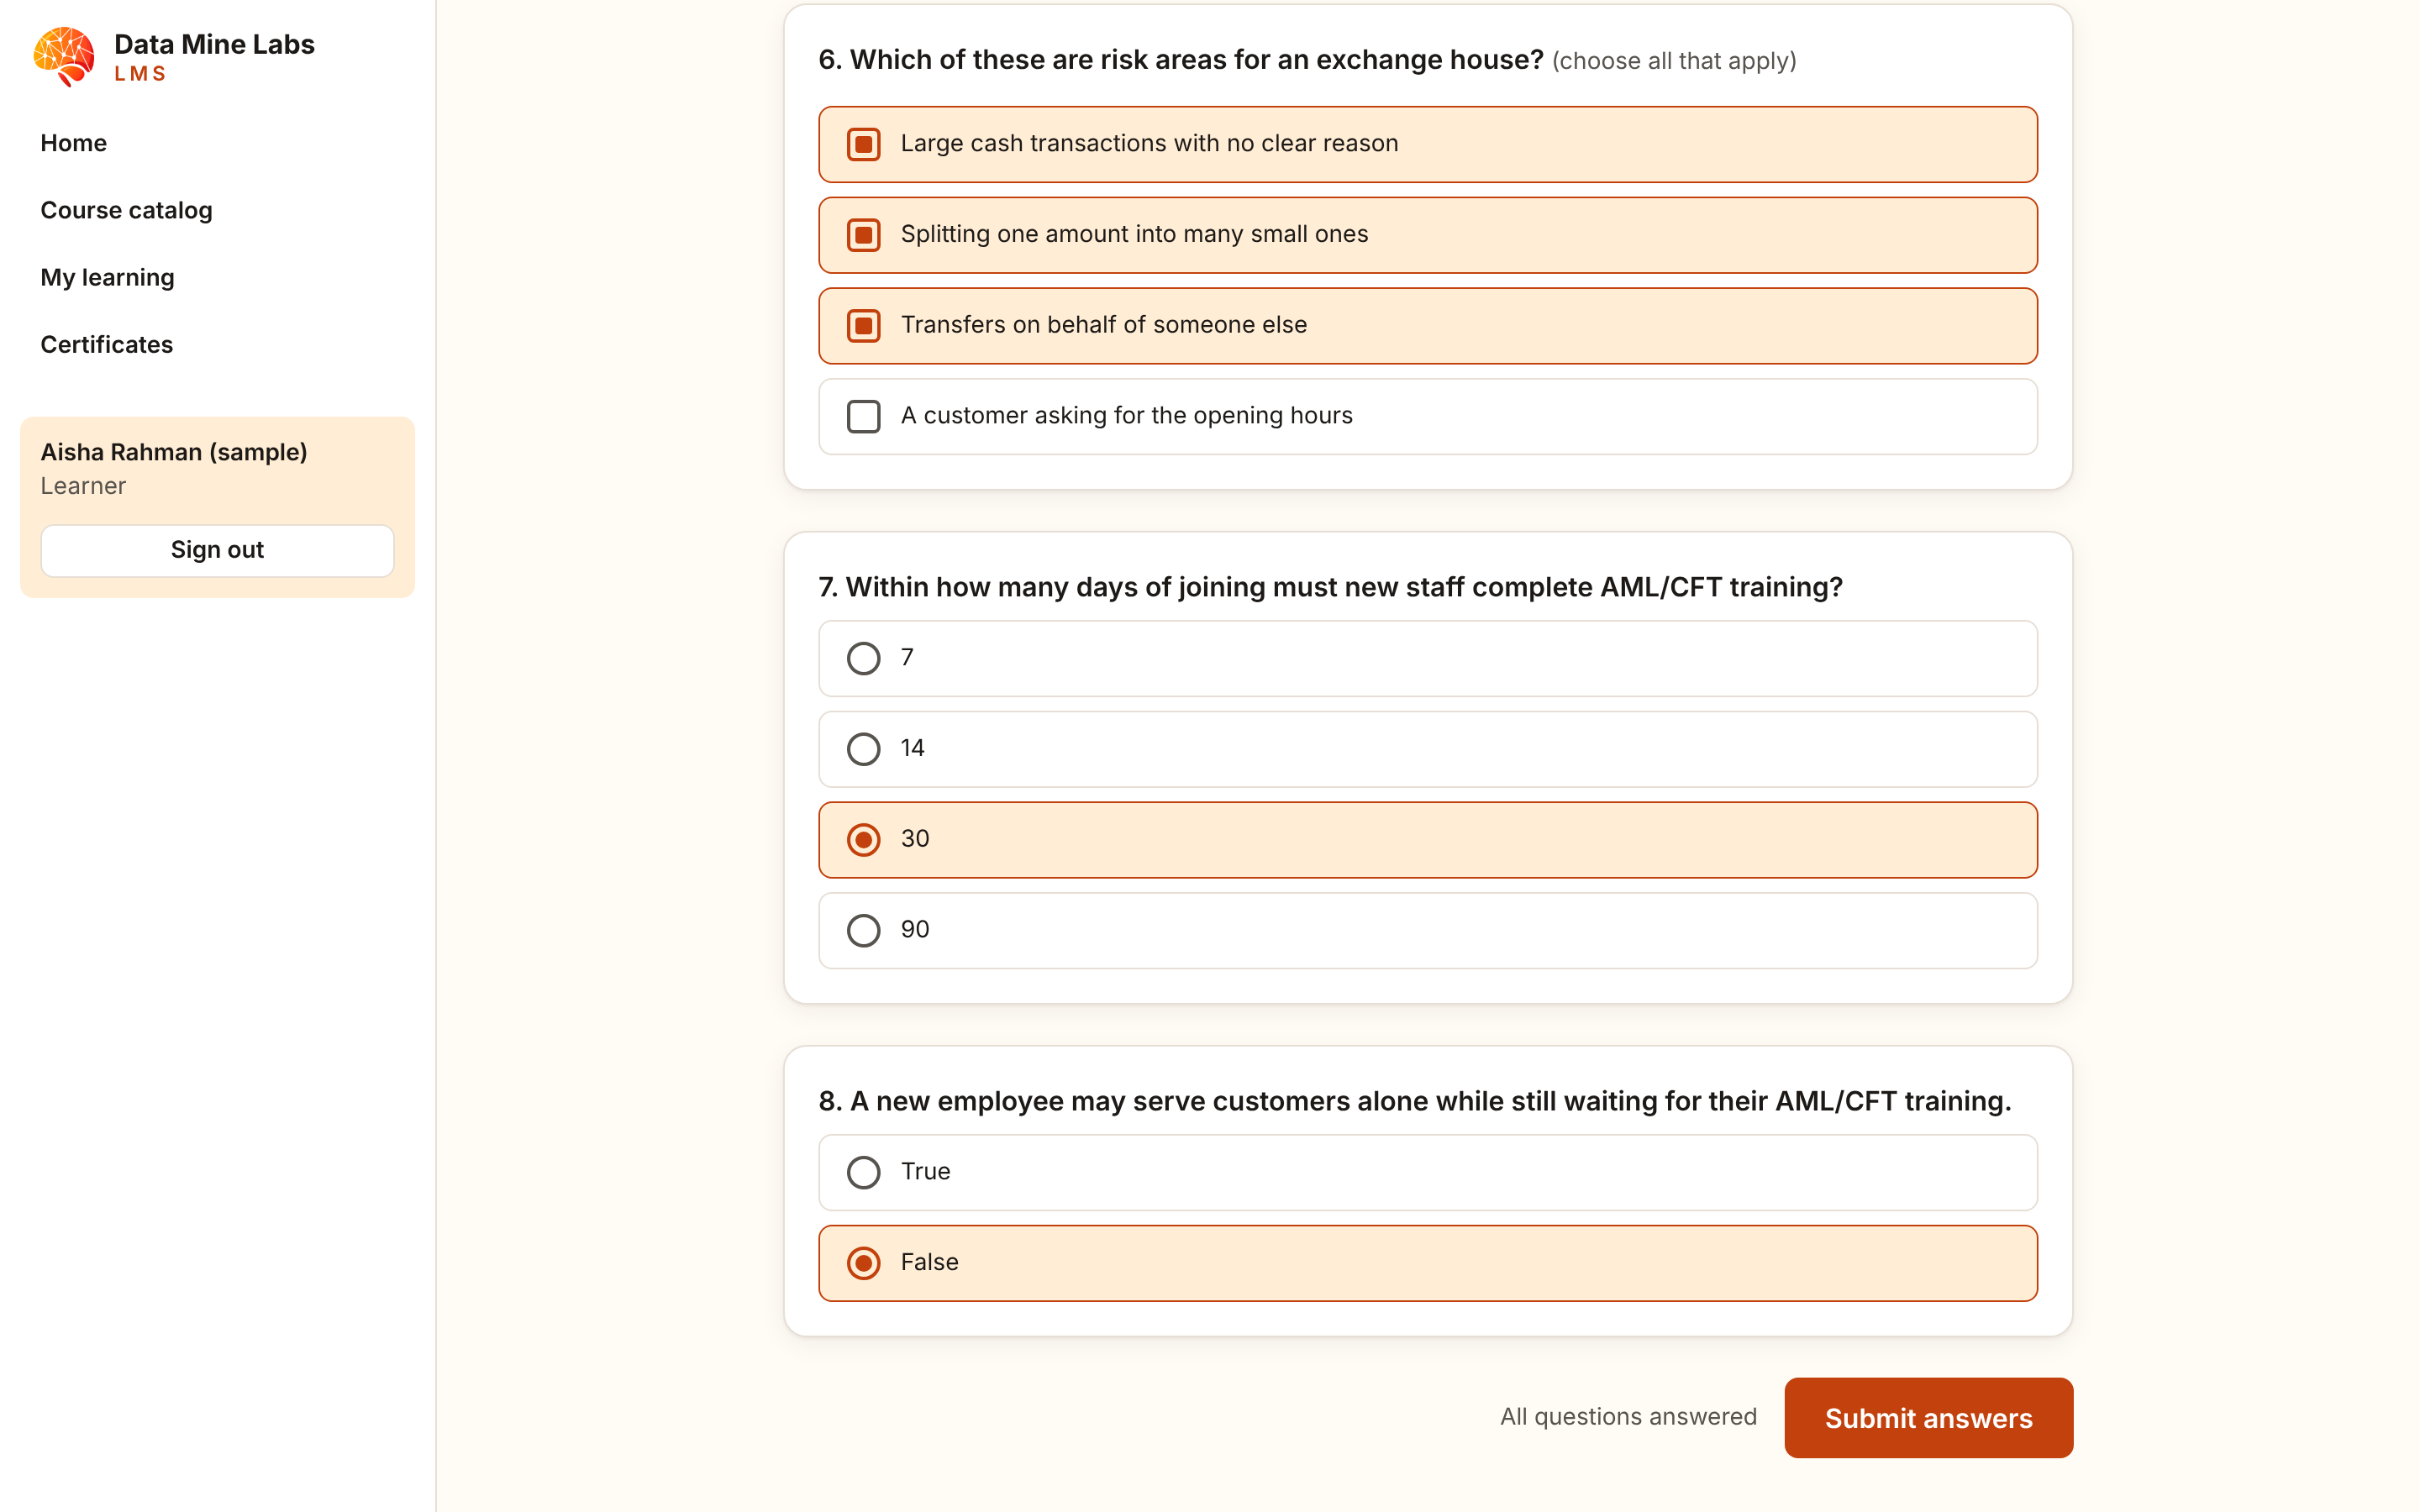 Data Mine Labs
LMS
Home
Course catalog
My learning
Certificates
Aisha Rahman (sample)
Learner
Sign out
6. Which of these are risk areas for an exchange house? (choose all that apply)
Large cash transactions with no clear reason
Splitting one amount into many small ones
Transfers on behalf of someone else
A customer asking for the opening hours
7. Within how many days of joining must new staff complete AML/CFT training?
7
14
30
90
8. A new employee may serve customers alone while still waiting for their AML/CFT training.
True
False
All questions answered
Submit answers